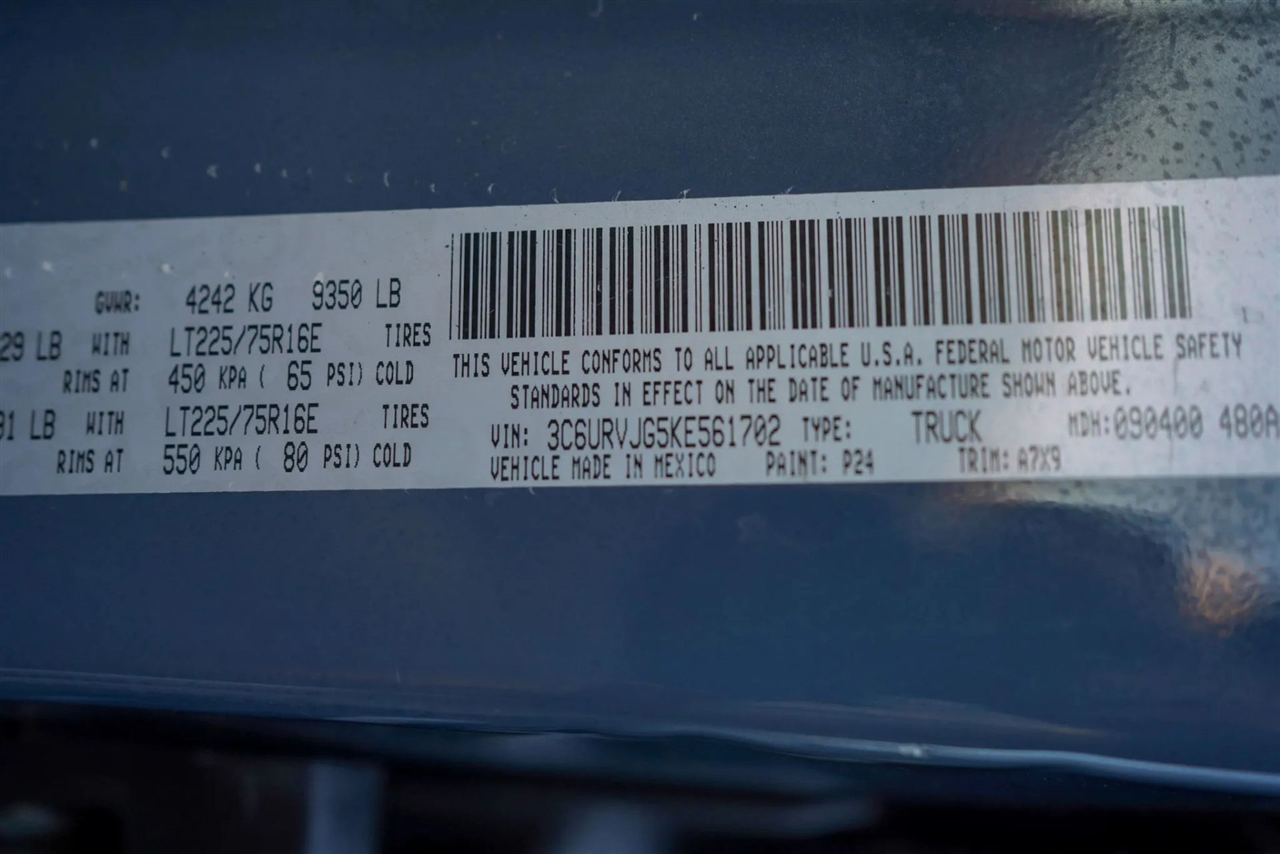 GVWR: 4242 KG 9350 LB
29 LB WITH LT225/75R16E TIRES
RIMS AT 450 KPA ( 65 PSI) COLD
91 LB WITH LT225/75R16E TIRES
RIMS AT 550 KPA ( 80 PSI) COLD
THIS VEHICLE CONFORMS TO ALL APPLICABLE U.S.A. FEDERAL MOTOR VEHICLE SAFETY
STANDARDS IN EFFECT ON THE DATE OF MANUFACTURE SHOWN ABOVE.
VIN: 3C6URVJG5KE561702 TYPE: TRUCK MDH:090400 480A
VEHICLE MADE IN MEXICO PAINT: P24 TRIM: A7X9